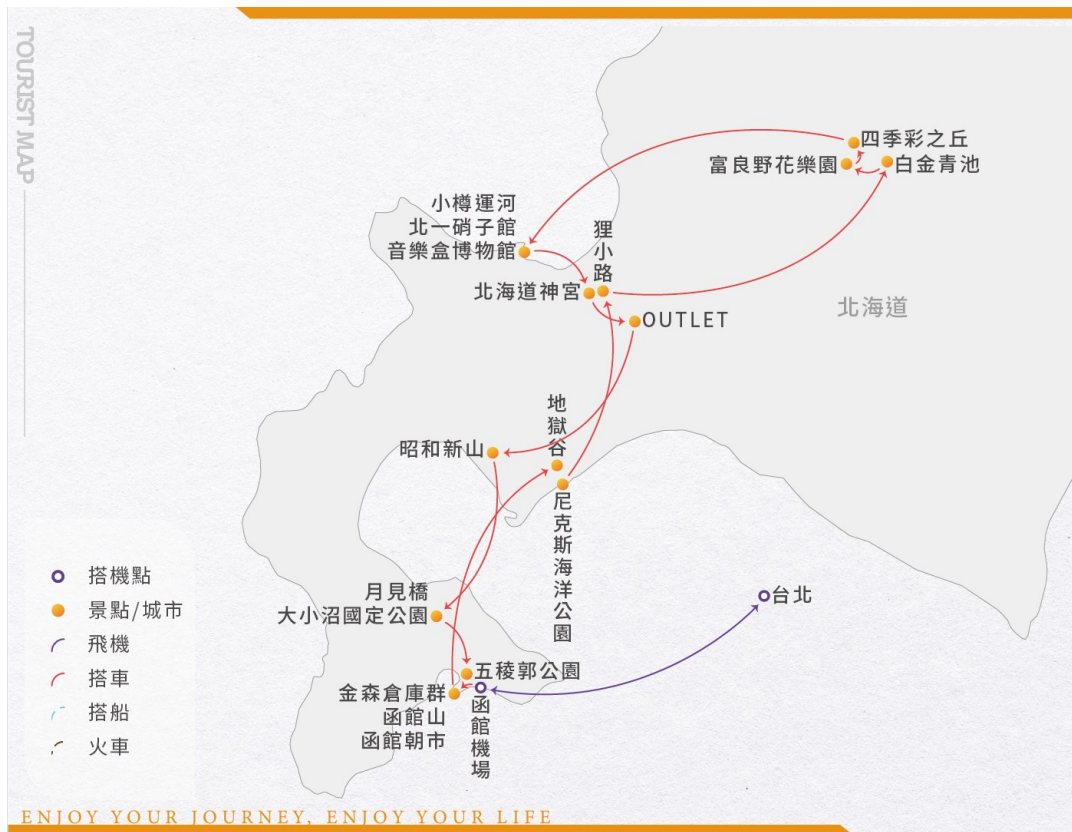 TOURIST MAP
四季彩之丘
富良野花樂園
白金青池
小樽運河
北一硝子館
音樂盒博物館
狸小路
北海道神宮
北海道
OUTLET
地獄谷
昭和新山
尼克斯海洋公園
月見橋
大小沼國定公園
台北
五稜郭公園
金森倉庫群
函館山
函館朝市
函館機場
搭機點
景點/城市
飛機
搭車
搭船
火車
ENJOY YOUR JOURNEY, ENJOY YOUR LIFE